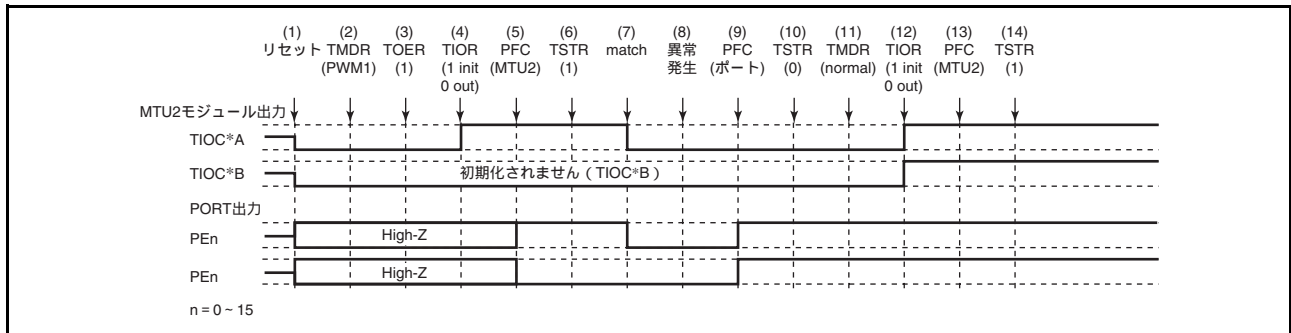 (1) (2) (3) (4) (5) (6) (7) (8) (9) (10) (11) (12) (13) (14)
リセット TMDR TOER TIOR PFC TSTR match 異常 PFC TSTR TMDR TIOR PFC TSTR
(PWM1) (1) (1 init (MTU2) (1) 発生 (ポート) (0) (normal) (1 init (MTU2) (1)
0 out) 0 out)
MTU2モジュール出力
TIOC*A
TIOC*B 初期化されません（TIOC*B）
PORT出力
PEn High-Z
PEn High-Z
n = 0 ~ 15